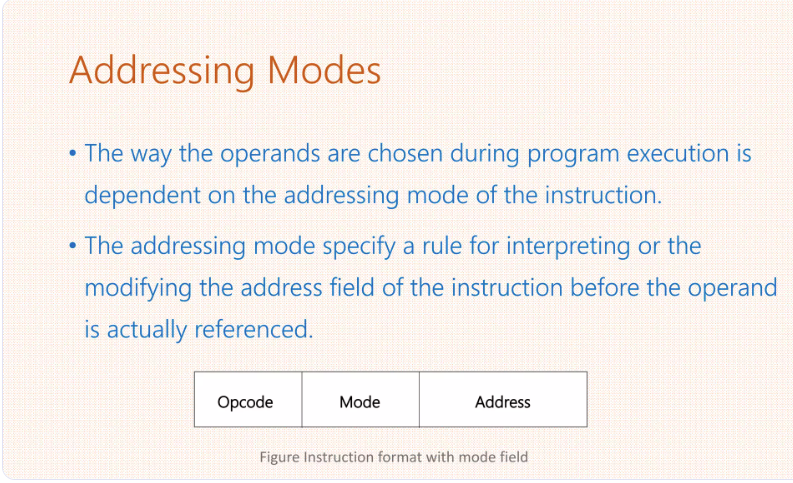 Addressing Modes
• The way the operands are chosen during program execution is
dependent on the addressing mode of the instruction.
• The addressing mode specify a rule for interpreting or the
modifying the address field of the instruction before the operand
is actually referenced.
Opcode Mode Address
Figure Instruction format with mode field